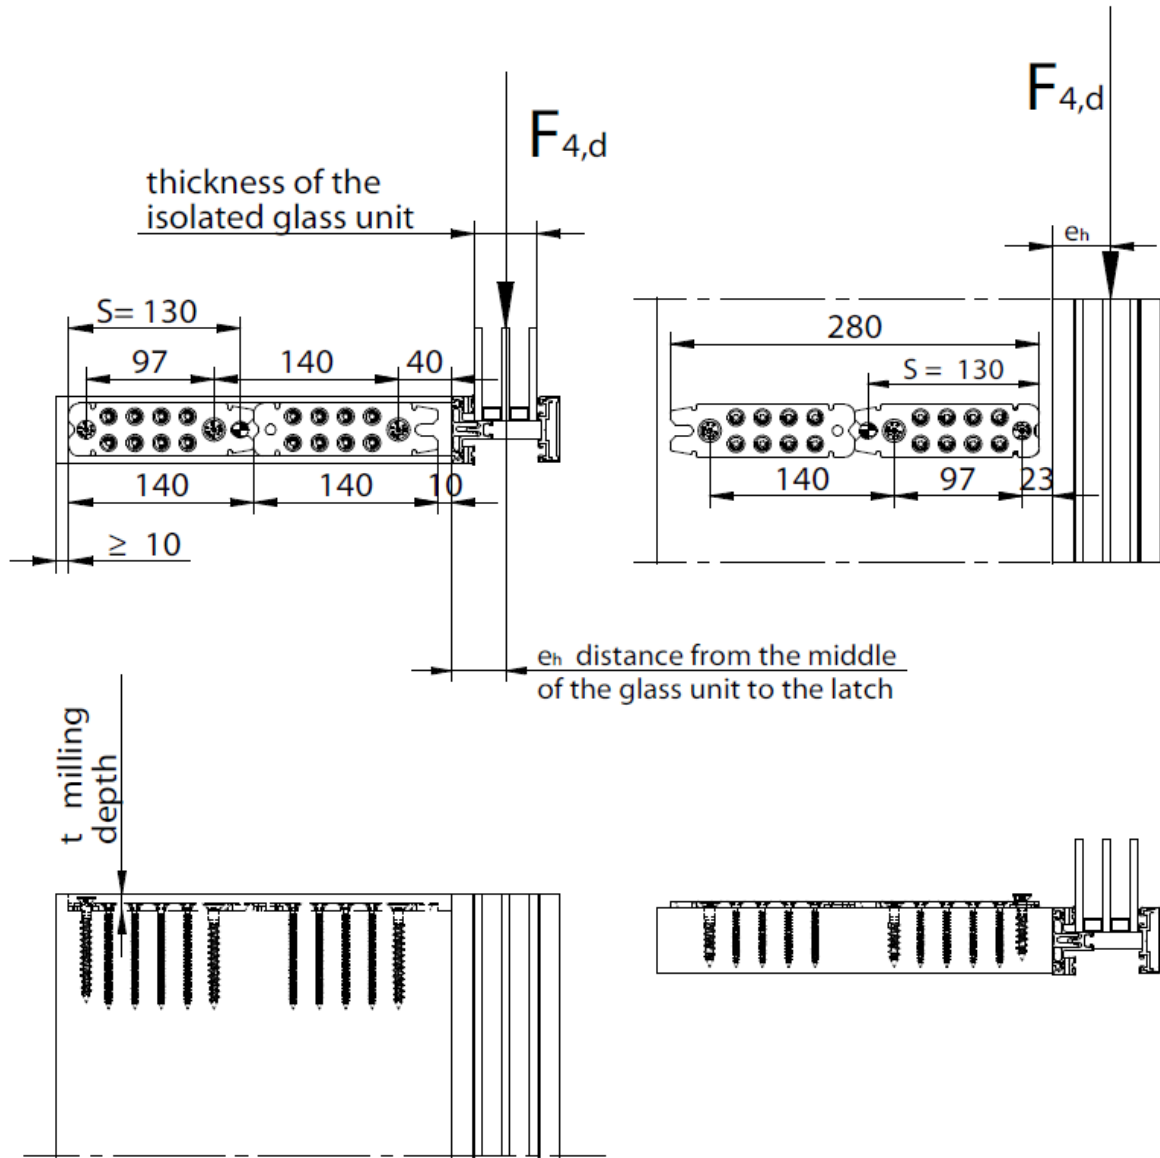 F4,d
thickness of the
isolated glass unit
S= 130
97
140
40
140
140
10
≥ 10
F4,d
eh
280
S = 130
140
97
23
eh distance from the middle
of the glass unit to the latch
t milling
depth